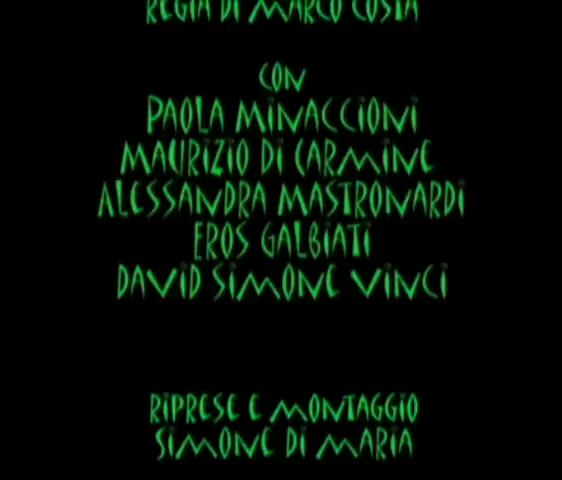 REGIA DI MARCO COSTA
CON
PAOLA MINACCIONI
MAURIZIO DI CARMINE
ALESSANDRA MASTRONARDI
EROS GALBIATI
DAVID SIMONE VINCI
RIPRESE E MONTAGGIO
SIMONE DI MARIA